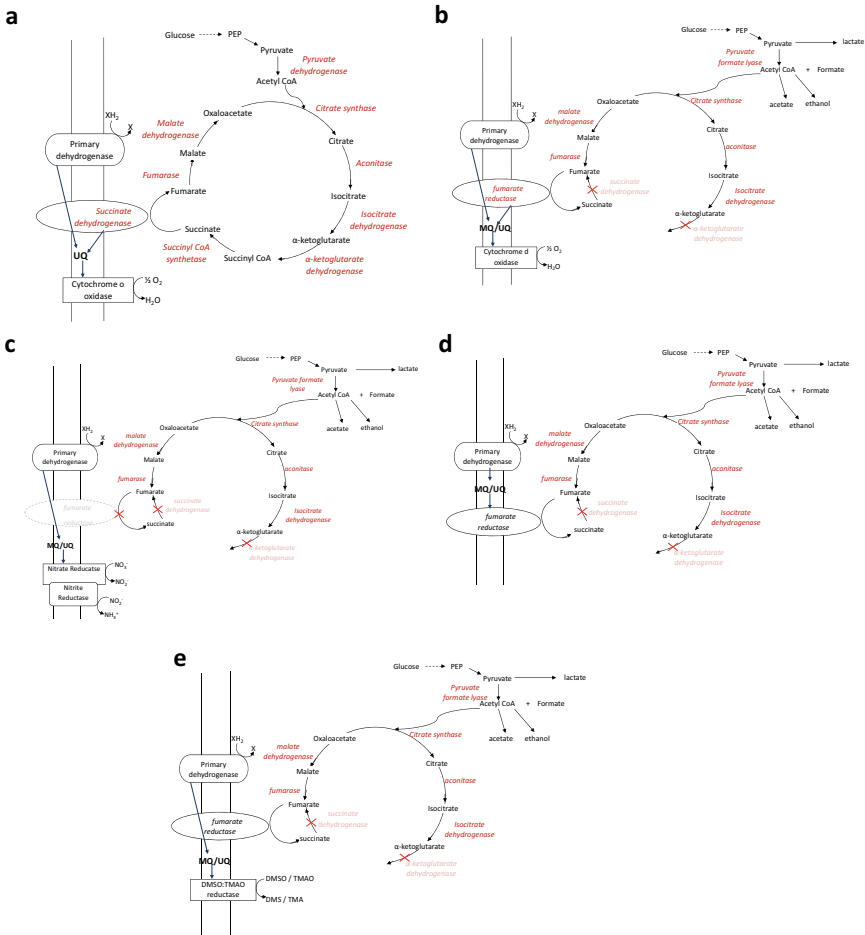 a
Glucose
PEP
Pyruvate
Pyruvate
dehydrogenase
Acetyl CoA
Citrate synthase
Oxaloacetate
Citrate
Aconitase
Isocitrate
Isocitrate
dehydrogenase
α-ketoglutarate
α-ketoglutarate
dehydrogenase
Succinyl CoA
Succinyl CoA
synthetase
Succinate
Fumarate
Fumarase
Malate
Malate
dehydrogenase
XH2
X
Primary
dehydrogenase
Succinate
dehydrogenase
UQ
Cytochrome o
oxidase
½ O2
H2O
b
Glucose
PEP
Pyruvate
lactate
Pyruvate
formate lyase
Acetyl CoA + Formate
acetate
ethanol
Citrate synthase
Oxaloacetate
Citrate
aconitase
Isocitrate
Isocitrate
dehydrogenase
α-ketoglutarate
α-ketoglutarate
dehydrogenase
malate
dehydrogenase
Malate
fumarase
Fumarate
succinate
dehydrogenase
Succinate
XH2
X
Primary
dehydrogenase
fumarate
reductase
MQ/UQ
Cytochrome d
oxidase
½ O2
H2O
c
Glucose
PEP
Pyruvate
lactate
Pyruvate formate
lyase
Acetyl CoA + Formate
acetate
ethanol
Citrate synthase
Oxaloacetate
Citrate
aconitase
Isocitrate
Isocitrate
dehydrogenase
α-ketoglutarate
α-ketoglutarate
dehydrogenase
malate
dehydrogenase
Malate
fumarase
Fumarate
succinate
dehydrogenase
succinate
XH2
X
Primary
dehydrogenase
fumarate
reductase
MQ/UQ
Nitrate Reducatse
NO3-
NO2-
Nitrite
Reductase
NO2-
NH4+
d
Glucose
PEP
Pyruvate
lactate
Pyruvate
formate lyase
Acetyl CoA + Formate
acetate
ethanol
Citrate synthase
Oxaloacetate
Citrate
aconitase
Isocitrate
Isocitrate
dehydrogenase
α-ketoglutarate
α-ketoglutarate
dehydrogenase
malate
dehydrogenase
Malate
fumarase
Fumarate
succinate
dehydrogenase
succinate
XH2
X
Primary
dehydrogenase
MQ/UQ
fumarate
reductase
e
Glucose
PEP
Pyruvate
lactate
Pyruvate
formate lyase
Acetyl CoA + Formate
acetate
ethanol
Citrate synthase
Oxaloacetate
Citrate
aconitase
Isocitrate
Isocitrate
dehydrogenase
α-ketoglutarate
α-ketoglutarate
dehydrogenase
malate
dehydrogenase
Malate
fumarase
Fumarate
succinate
dehydrogenase
succinate
XH2
X
Primary
dehydrogenase
fumarate
reductase
MQ/UQ
DMSO:TMAO
reductase
DMSO / TMAO
DMS / TMA